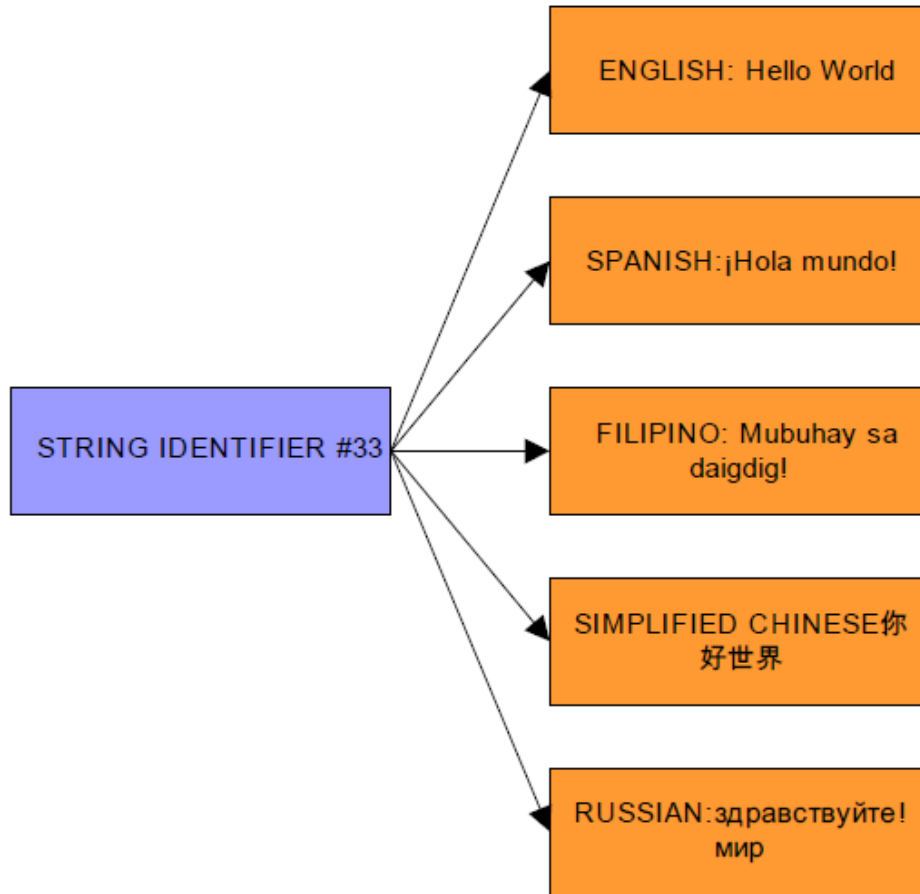 ENGLISH: Hello World
SPANISH:¡Hola mundo!
STRING IDENTIFIER #33
FILIPINO: Mubuhay sa
daigdig!
SIMPLIFIED CHINESE你
好世界
RUSSIAN:здравствуйте!
мир